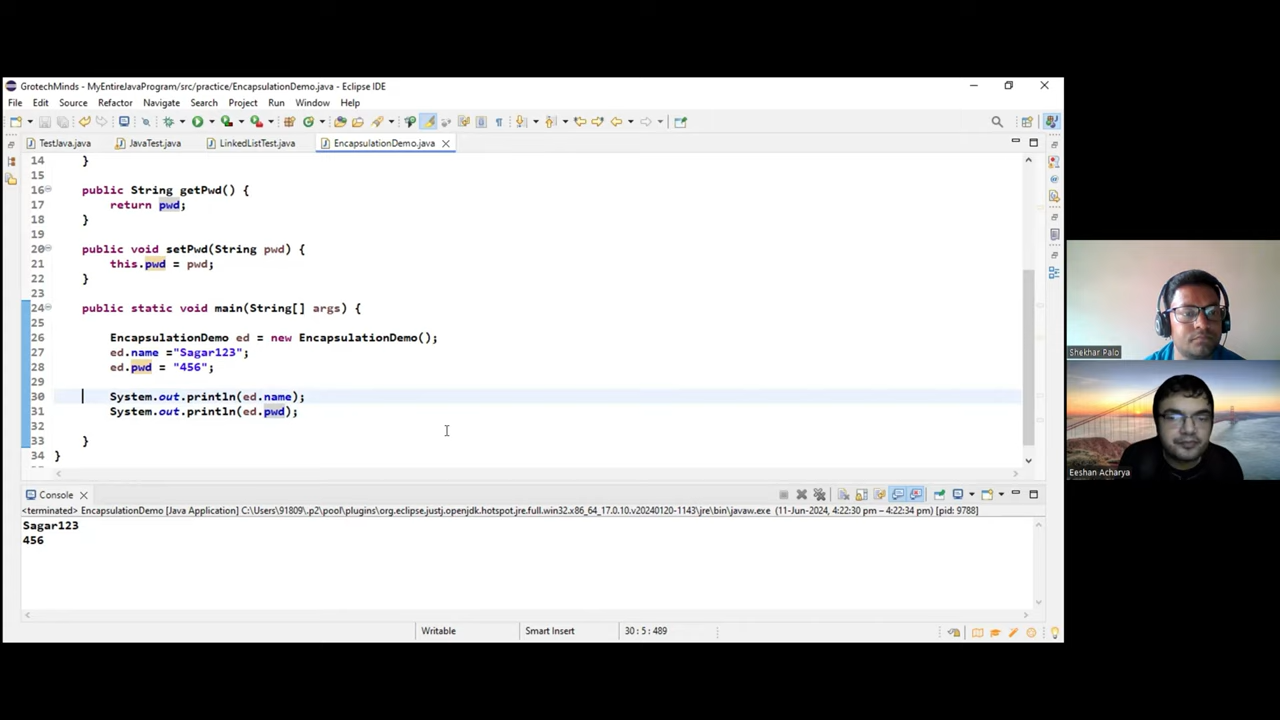 GrotechMinds - MyEntireJavaProgram/src/practice/EncapsulationDemo.java - Eclipse IDE
File Edit Source Refactor Navigate Search Project Run Window Help
TestJava.java JavaTest.java LinkedListTest.java EncapsulationDemo.java
14 }
15
16 public String getPwd() {
17 return pwd;
18 }
19
20 public void setPwd(String pwd) {
21 this.pwd = pwd;
22 }
23
24 public static void main(String[] args) {
25
26 EncapsulationDemo ed = new EncapsulationDemo();
27 ed.name ="Sagar123";
28 ed.pwd = "456";
29
30 System.out.println(ed.name);
31 System.out.println(ed.pwd);
32
33 }
34 }
Console
<terminated> EncapsulationDemo [Java Application] C:\Users\91809\.p2\pool\plugins\org.eclipse.justj.openjdk.hotspot.jre.full.win32.x86_64_17.0.10.v20240120-1143\jre\bin\javaw.exe (11-Jun-2024, 4:22:30 pm – 4:22:34 pm) [pid: 9788]
Sagar123
456
Writable Smart Insert 30 : 5 : 489
Shekhar Palo
Eeshan Acharya